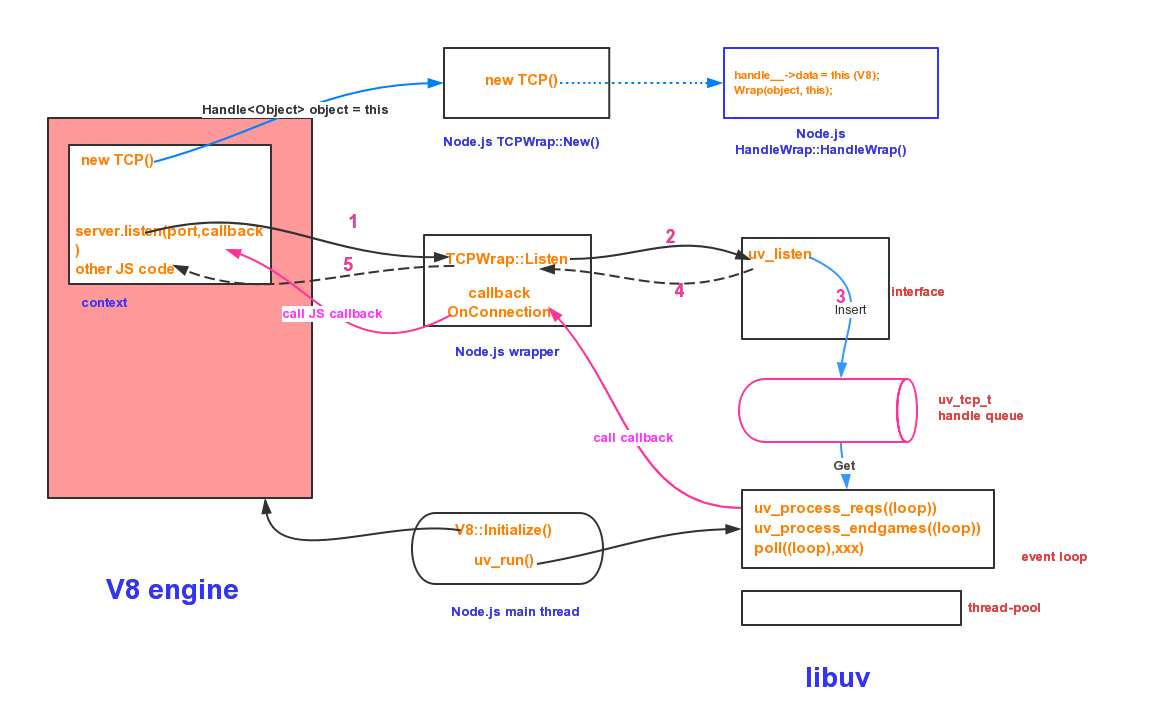 new TCP()
handle__->data = this (V8);
Wrap(object, this);
Handle<Object> object = this
Node.js TCPWrap::New()
Node.js
HandleWrap::HandleWrap()
new TCP()
server.listen(port,callback
)
other JS code
context
1
5
call JS callback
TCPWrap::Listen
callback
OnConnection
Node.js wrapper
2
4
uv_listen
3
Insert
interface
uv_tcp_t
handle queue
call callback
Get
uv_process_reqs((loop))
uv_process_endgames((loop))
poll((loop),xxx)
event loop
V8::Initialize()
uv_run()
Node.js main thread
thread-pool
V8 engine
libuv